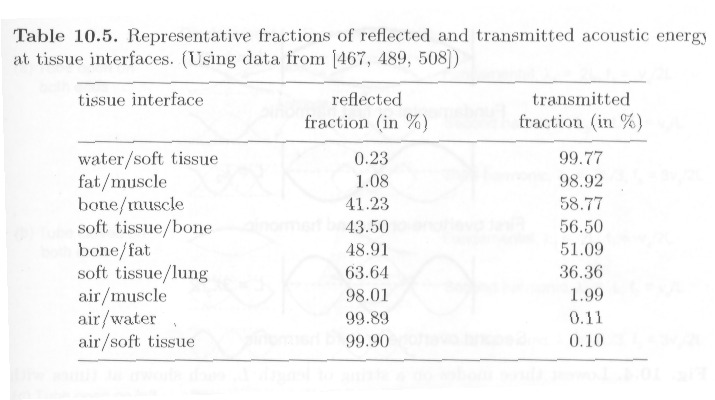 Table 10.5. Representative fractions of reflected and transmitted acoustic energy
at tissue interfaces. (Using data from [467, 489, 508])
tissue interface reflected transmitted
fraction (in %) fraction (in %)
water/soft tissue 0.23 99.77
fat/muscle 1.08 98.92
bone/muscle 41.23 58.77
soft tissue/bone 43.50 56.50
bone/fat 48.91 51.09
soft tissue/lung 63.64 36.36
air/muscle 98.01 1.99
air/water 99.89 0.11
air/soft tissue 99.90 0.10